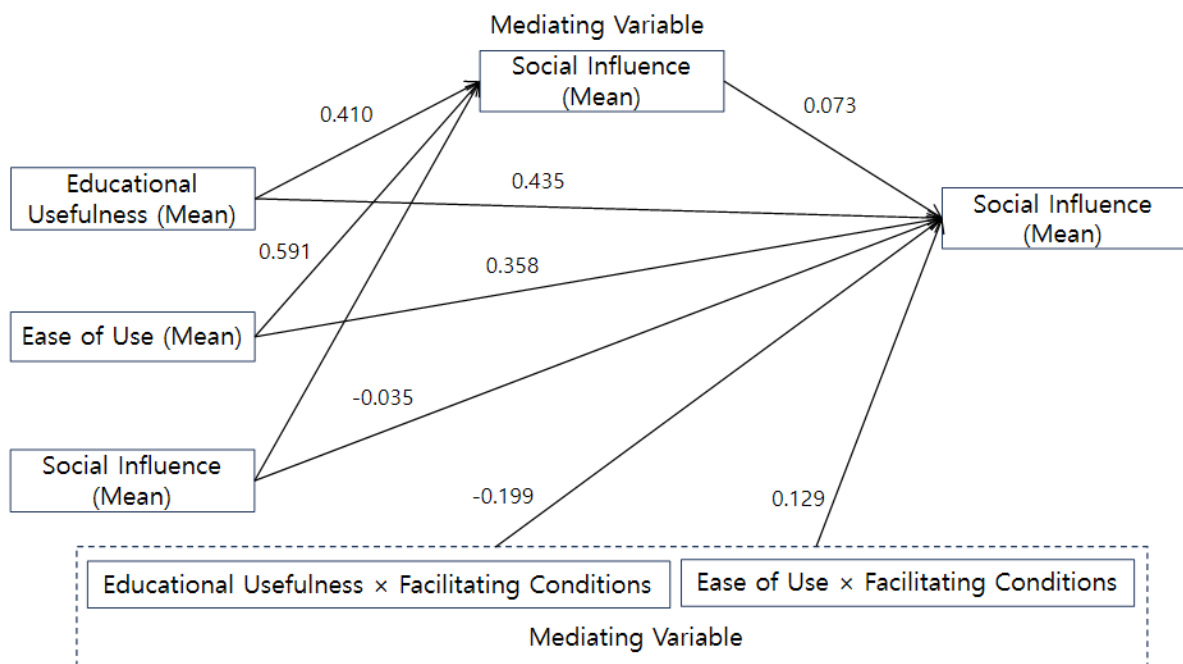 Mediating Variable
Social Influence
(Mean)
0.410
0.073
Educational
Usefulness (Mean)
0.435
Social Influence
(Mean)
0.591
0.358
Ease of Use (Mean)
-0.035
Social Influence
(Mean)
-0.199
0.129
Educational Usefulness × Facilitating Conditions
Ease of Use × Facilitating Conditions
Mediating Variable